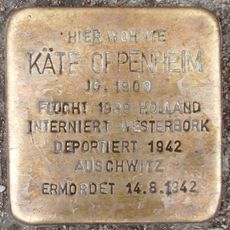 HIER WOHNTE
KÄTE OPPENHEIM
JG. 1909
FLUCHT 1939 HOLLAND
INTERNIERT WESTERBORK
DEPORTIERT 1942
AUSCHWITZ
ERMORDET 14.8.1942